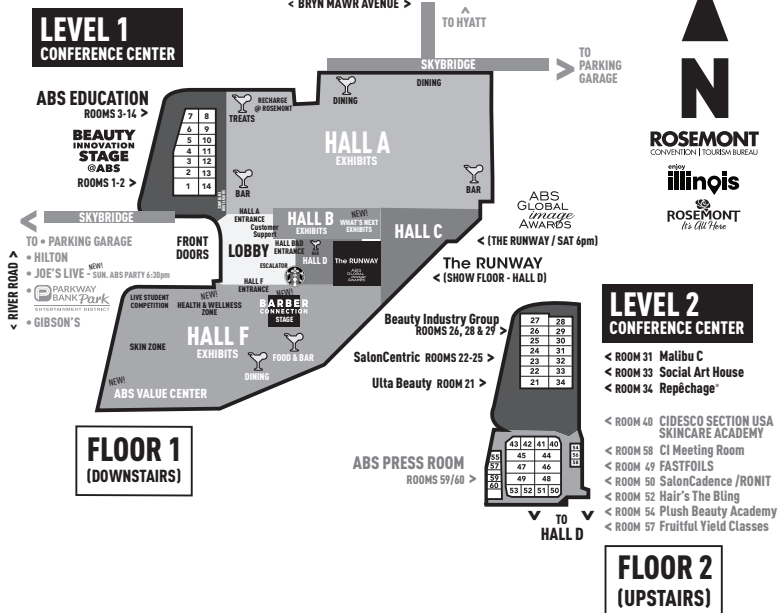 < BRYN MAWR AVENUE >
TO HYATT
LEVEL 1
CONFERENCE CENTER
SKYBRIDGE
TO
PARKING
GARAGE
N
ABS EDUCATION
ROOMS 3-14 >
BEAUTY
INNOVATION
STAGE
@ABS
ROOMS 1-2 >
7 8
6 9
5 10
4 11
3 12
2 13
1 14
TREATS
RECHARGE
@ ROSEMONT
DINING
DINING
HALL A
EXHIBITS
BAR
BAR
ROSEMONT
CONVENTION | TOURISM BUREAU
enjoy
illinois
ROSEMONT
It's All Here
SKYBRIDGE
TO • PARKING GARAGE
• HILTON
• JOE'S LIVE - NEW! SUN. ABS PARTY 6:30pm
• P PARKWAY
BANK Park
ENTERTAINMENT DISTRICT
• GIBSON'S
< RIVER ROAD >
FRONT
DOORS
HALL A
ENTRANCE
Customer
Support
LOBBY
HALL B&D
ENTRANCE
ESCALATOR
HALL F
ENTRANCE
HALL B
EXHIBITS
NEW!
WHAT'S NEXT
EXHIBITS
HALL C
BAR
HALL D
The RUNWAY
ABS
GLOBAL
image
AWARDS
ABS
GLOBAL
image
AWARDS
< (THE RUNWAY / SAT 6pm)
The RUNWAY
< (SHOW FLOOR - HALL D)
LIVE STUDENT
COMPETITION
NEW!
HEALTH & WELLNESS
ZONE
NEW!
BARBER
CONNECTION
STAGE
HALL F
EXHIBITS
SKIN ZONE
FOOD & BAR
DINING
NEW!
ABS VALUE CENTER
FLOOR 1
(DOWNSTAIRS)
Beauty Industry Group
ROOMS 26, 28 & 29 >
SalonCentric ROOMS 22-25 >
Ulta Beauty ROOM 21 >
27 28
26 29
25 30
24 31
23 32
22 33
21 34
LEVEL 2
CONFERENCE CENTER
< ROOM 31 Malibu C
< ROOM 33 Social Art House
< ROOM 34 Repêchage®
< ROOM 40 CIDESCO SECTION USA
SKINCARE ACADEMY
< ROOM 58 CI Meeting Room
< ROOM 49 FASTFOILS
< ROOM 50 SalonCadence /RONIT
< ROOM 52 Hair's The Bling
< ROOM 54 Plush Beauty Academy
< ROOM 57 Fruitful Yield Classes
ABS PRESS ROOM
ROOMS 59/60 >
43 42 41 40
45 44
47 46
49 48
53 52 51 50
55
57
59
60
54
56
58
TO
HALL D
FLOOR 2
(UPSTAIRS)